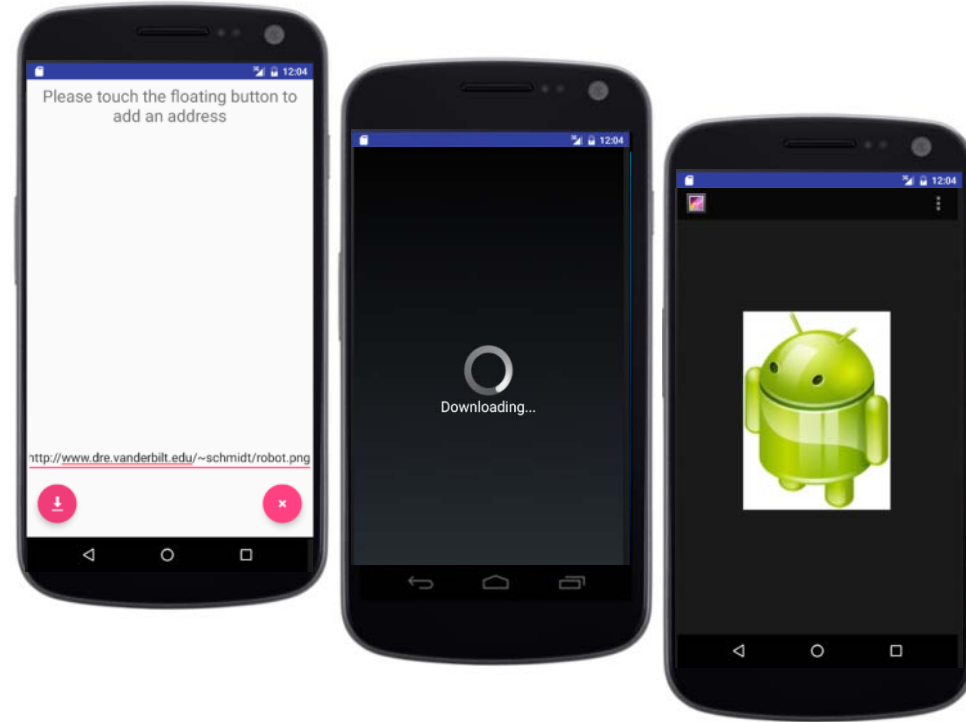 12:04
Please touch the floating button to
add an address
http://www.dre.vanderbilt.edu/~schmidt/robot.png
12:04
Downloading...
12:04